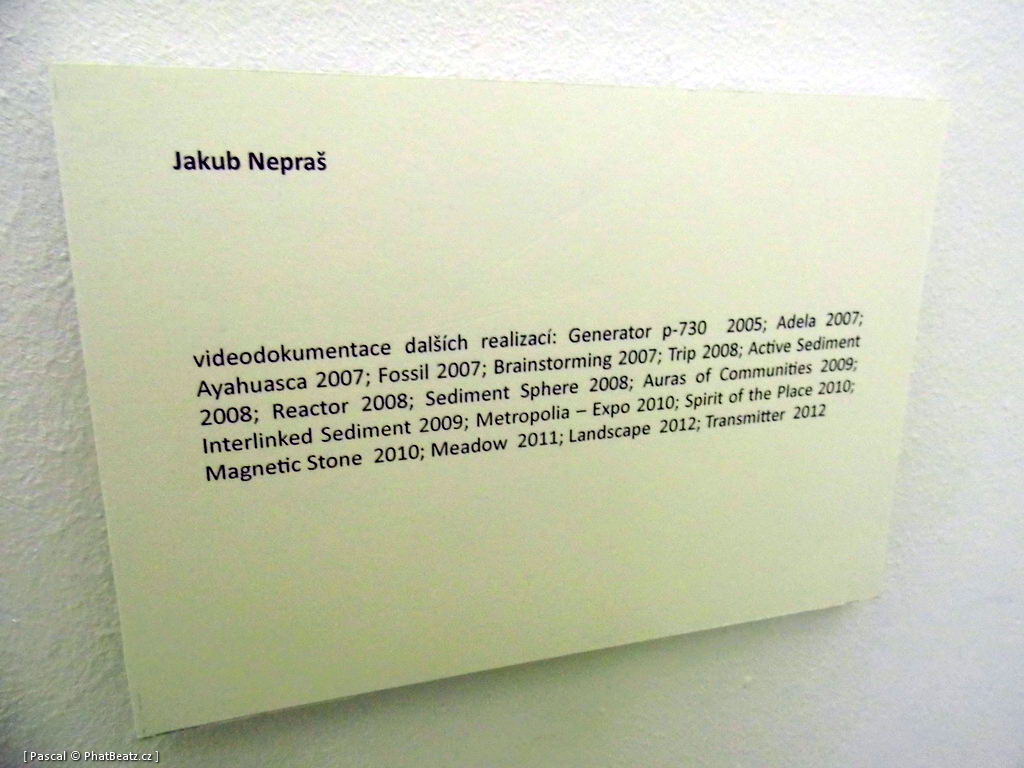 Jakub Nepraš
videodokumentace dalších realizací: Generator p-730 2005; Adela 2007;
Ayahuasca 2007; Fossil 2007; Brainstorming 2007; Trip 2008; Active Sediment
2008; Reactor 2008; Sediment Sphere 2008; Auras of Communities 2009;
Interlinked Sediment 2009; Metropolia – Expo 2010; Spirit of the Place 2010;
Magnetic Stone 2010; Meadow 2011; Landscape 2012; Transmitter 2012
[ Pascal © PhatBeatz.cz ]